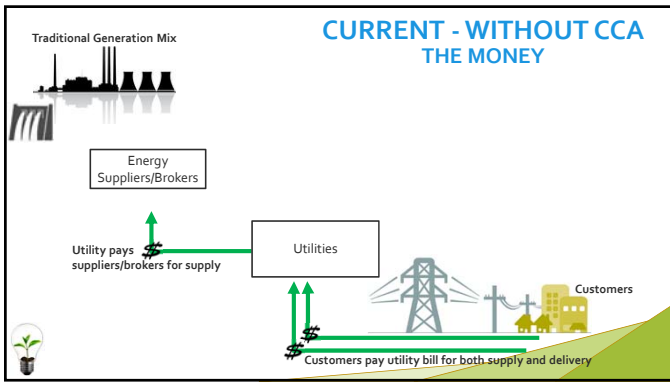 CURRENT - WITHOUT CCA
THE MONEY
Traditional Generation Mix
Energy
Suppliers/Brokers
Utility pays $
suppliers/brokers for supply
Utilities
Customers
$
$
Customers pay utility bill for both supply and delivery